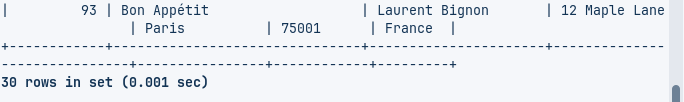 |         93 | Bon Appétit                   | Laurent Bignon       | 12 Maple Lane
                | Paris          | 75001      | France  |
+------------+-------------------------------+----------------------+--------------
----------------+----------------+------------+---------+
30 rows in set (0.001 sec)